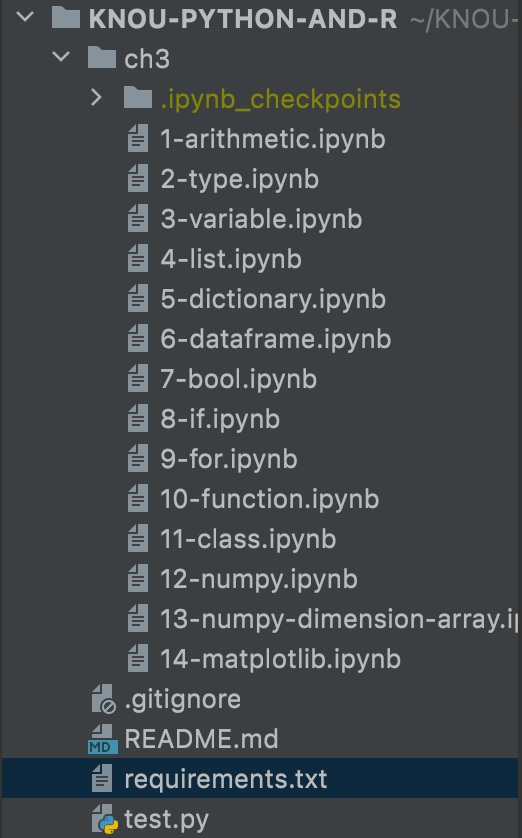 KNOU-PYTHON-AND-R ~/KNOU-
ch3
.ipynb_checkpoints
1-arithmetic.ipynb
2-type.ipynb
3-variable.ipynb
4-list.ipynb
5-dictionary.ipynb
6-dataframe.ipynb
7-bool.ipynb
8-if.ipynb
9-for.ipynb
10-function.ipynb
11-class.ipynb
12-numpy.ipynb
13-numpy-dimension-array.ip
14-matplotlib.ipynb
.gitignore
MD README.md
requirements.txt
test.py